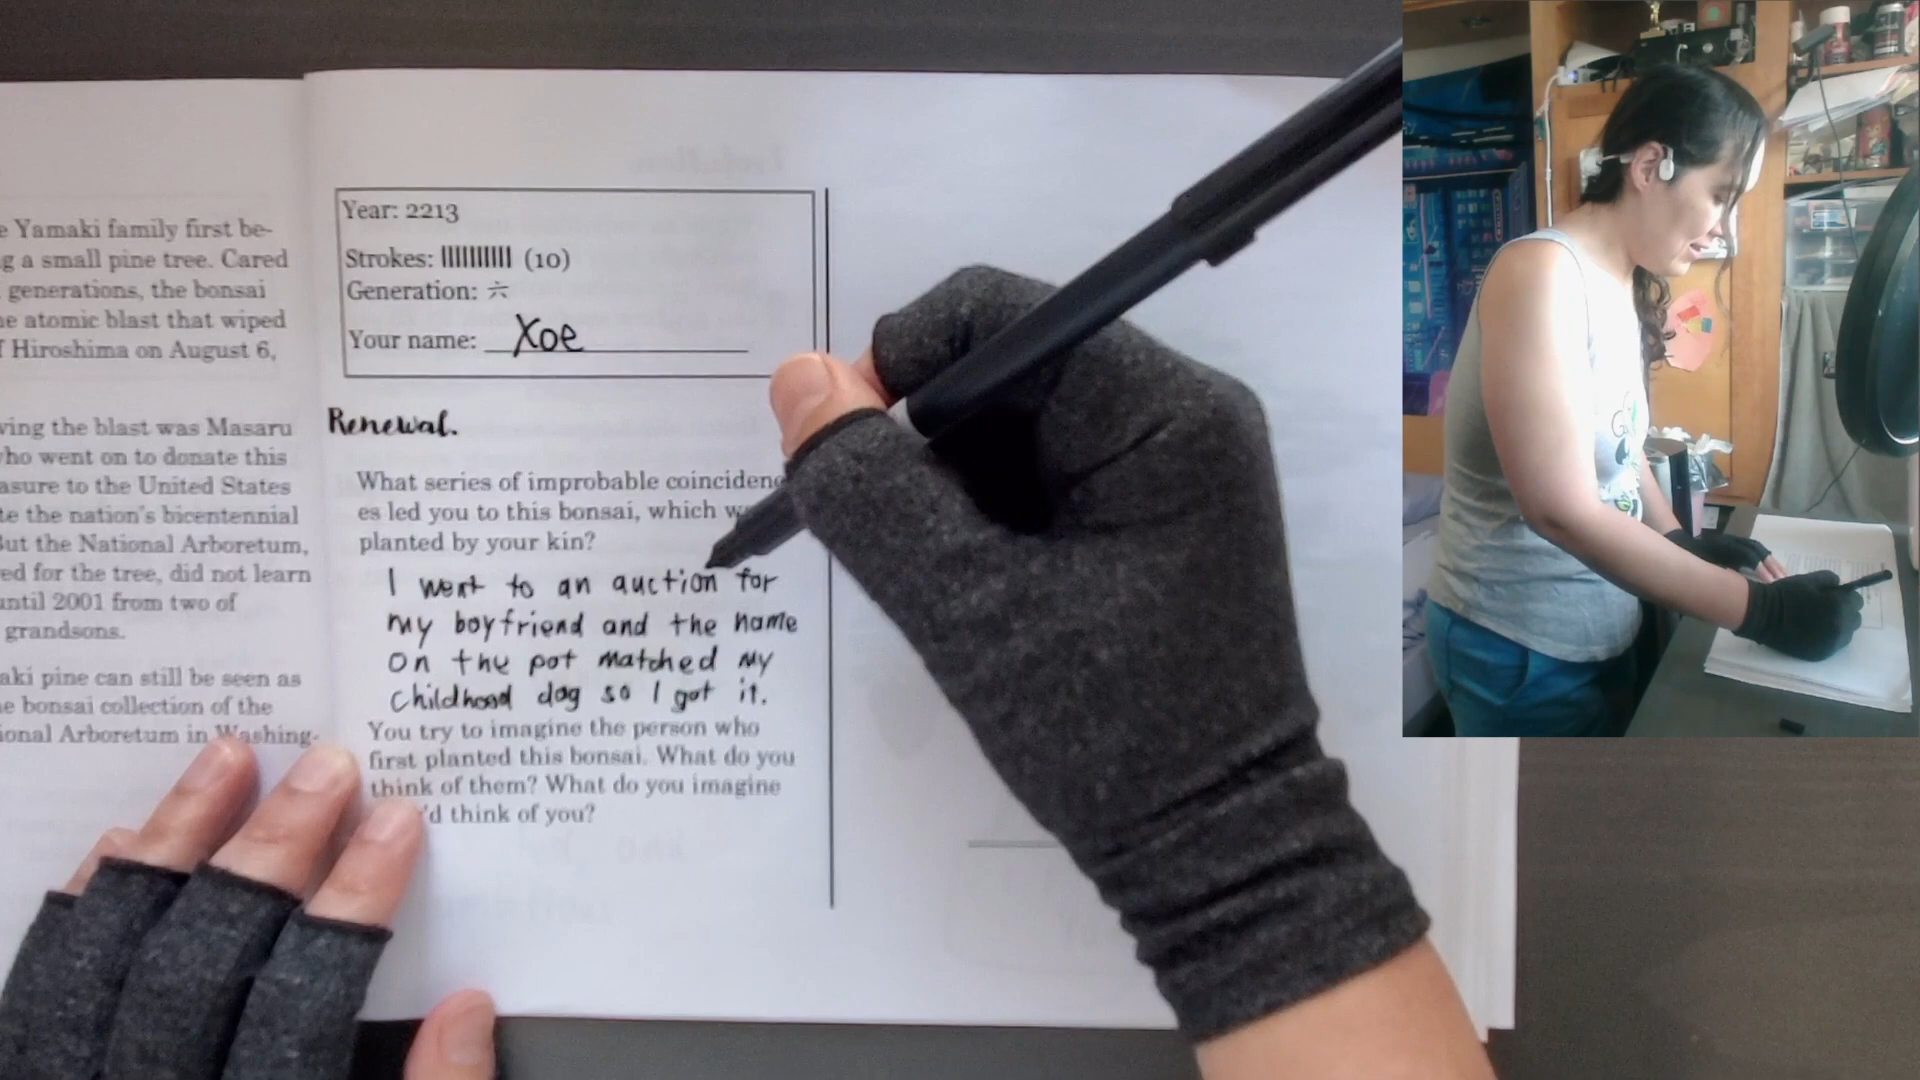 e Yamaki family first be-
g a small pine tree. Cared
generations, the bonsai
e atomic blast that wiped
f Hiroshima on August 6,
ving the blast was Masaru
ho went on to donate this
asure to the United States
te the nation's bicentennial
But the National Arboretum,
ed for the tree, did not learn
until 2001 from two of
grandsons.
aki pine can still be seen as
e bonsai collection of the
ional Arboretum in Washing-
Year: 2213
Strokes: |||||||||| (10)
Generation: 六
Your name: Xoe
Renewal.
What series of improbable coincidenc
es led you to this bonsai, which w
planted by your kin?
I went to an auction for
my boyfriend and the name
on the pot matched my
childhood dog so I got it.
You try to imagine the person who
first planted this bonsai. What do you
think of them? What do you imagine
'd think of you?